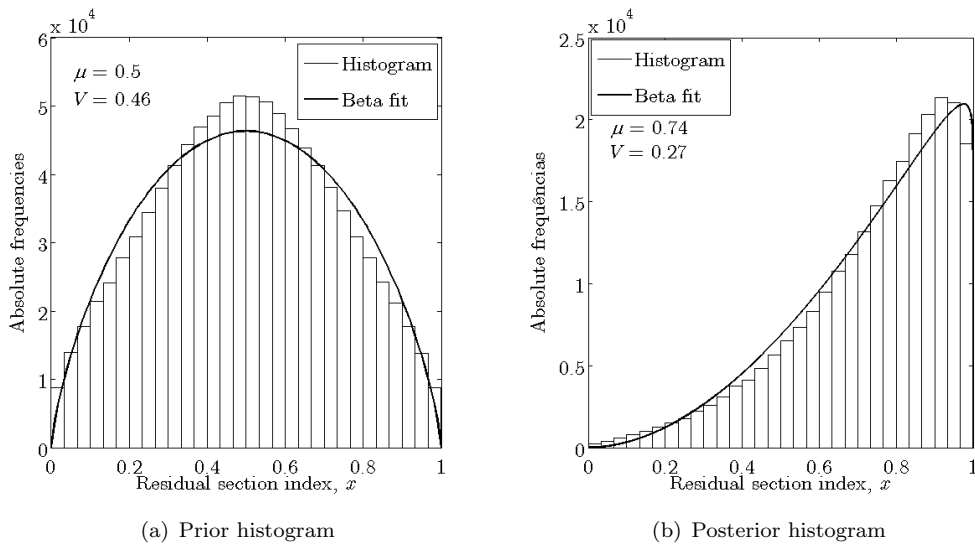 x 10^4
6
5
4
3
2
1
0
0
0.2
0.4
0.6
0.8
1
Absolute frequencies
Residual section index, x
μ = 0.5
V = 0.46
Histogram
Beta fit
(a) Prior histogram
x 10^4
2.5
2
1.5
1
0.5
0
0
0.2
0.4
0.6
0.8
1
Absolute frequências
Residual section index, x
Histogram
Beta fit
μ = 0.74
V = 0.27
(b) Posterior histogram